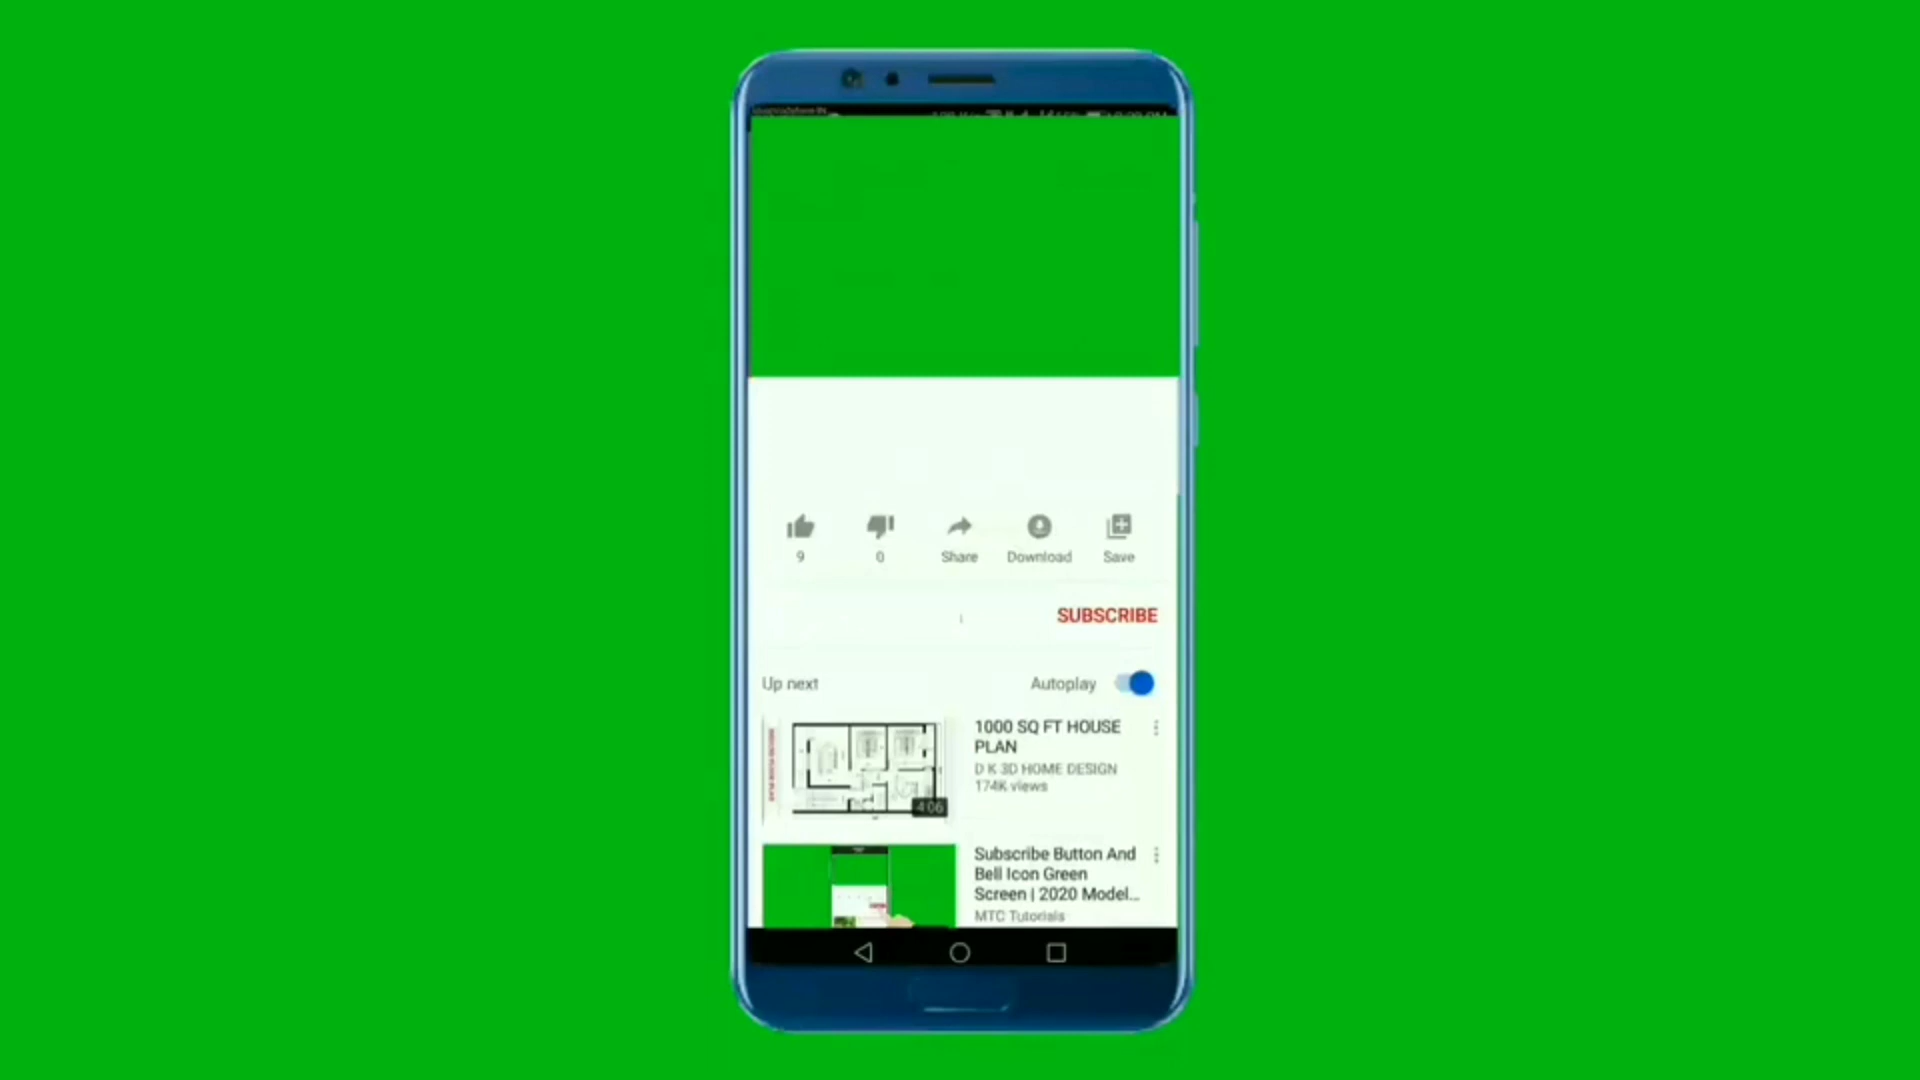 9
0
Share
Download
Save
SUBSCRIBE
Up next
Autoplay
1000 SQ FT HOUSE
PLAN
D K 3D HOME DESIGN
174K views
4:06
Subscribe Button And
Bell Icon Green
Screen | 2020 Model...
MTC Tutorials